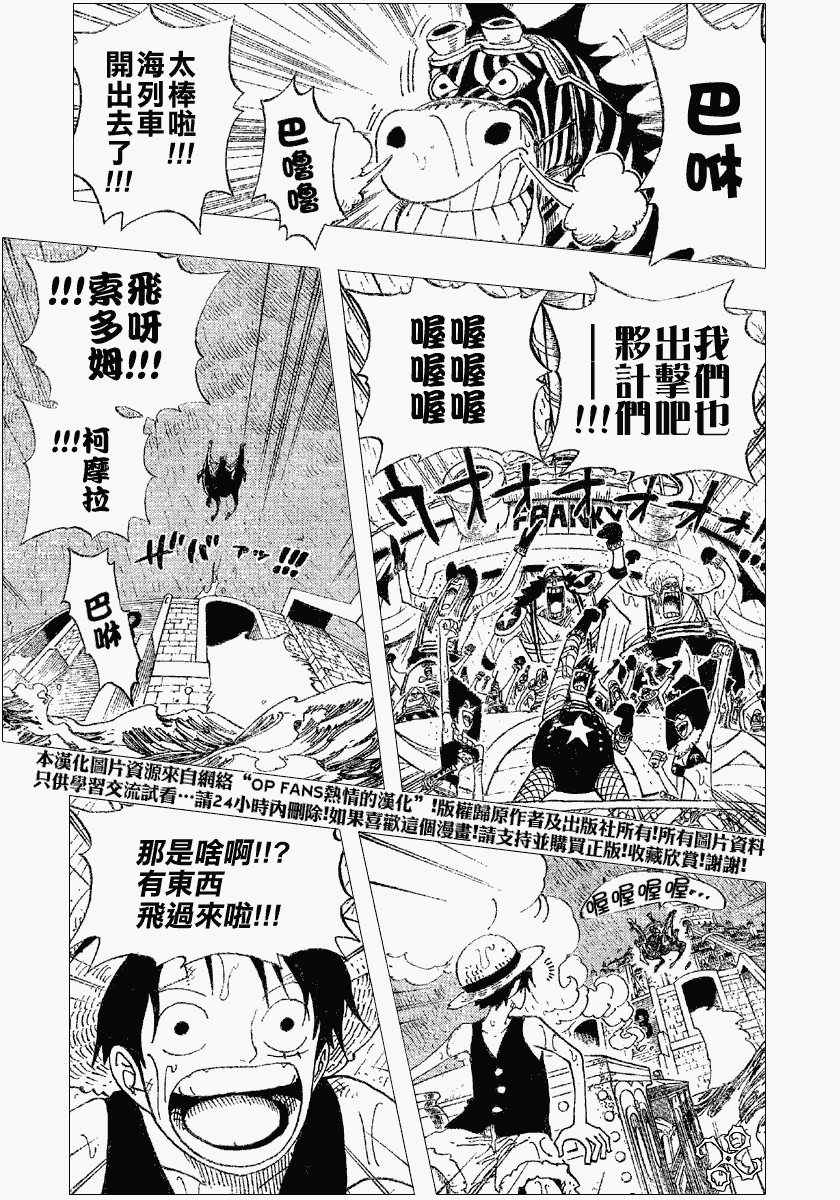 巴咻
巴嚕嚕
太棒啦!!!
海列車
開出去了!!!
我們也
出擊吧
夥計們——!!!
喔喔喔
喔喔喔
FRANKY
ウオオオオオオ!!
飛呀!!!
索多姆!!!
柯摩拉!!!
ザバァッ!!!
巴咻
本漢化圖片資源來自網絡“OP FANS熱情的漢化”!版權歸原作者及出版社所有!所有圖片資料
只供學習交流試看…請24小時內刪除!如果喜歡這個漫畫!請支持並購買正版!收藏欣賞!謝謝!
喔喔喔喔…
那是啥啊!!?
有東西
飛過來啦!!!